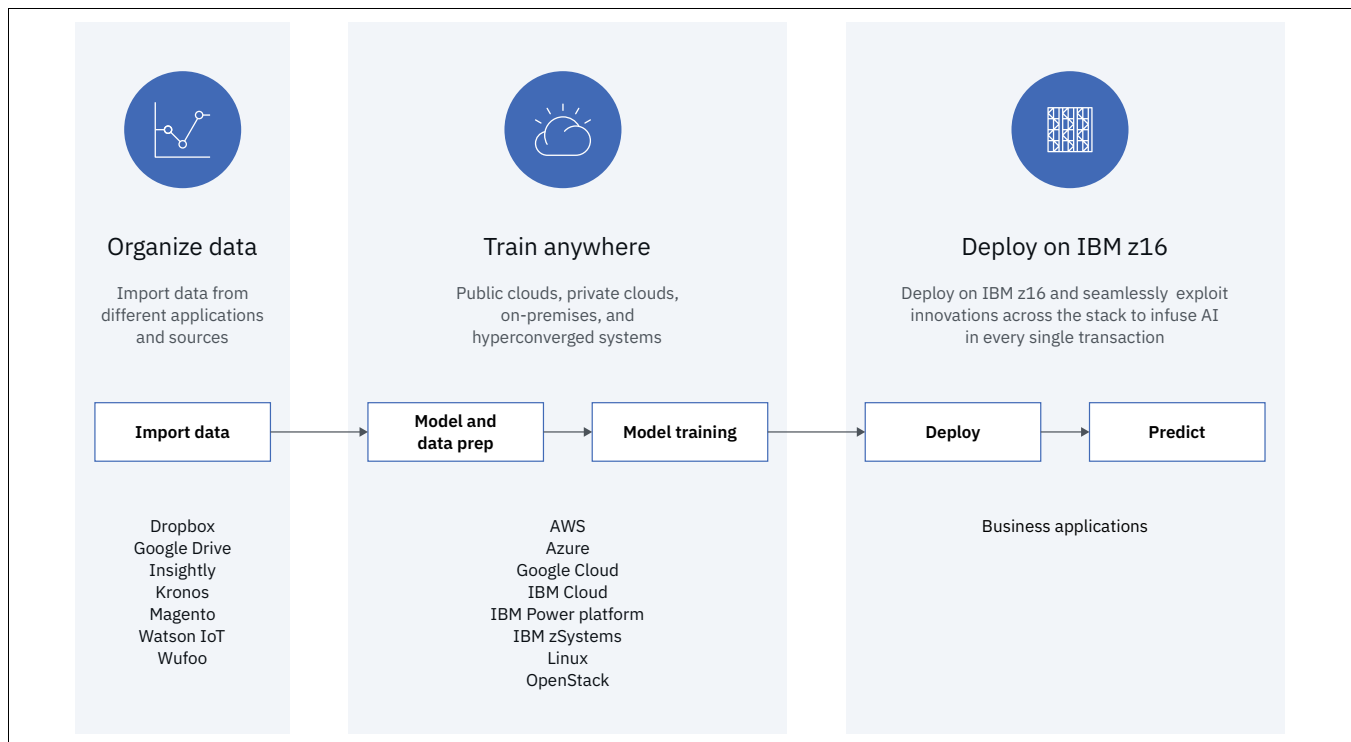 Organize data
Import data from
different applications
and sources
Import data
Dropbox
Google Drive
Insightly
Kronos
Magento
Watson IoT
Wufoo
Train anywhere
Public clouds, private clouds,
on-premises, and
hyperconverged systems
Model and
data prep
Model training
AWS
Azure
Google Cloud
IBM Cloud
IBM Power platform
IBM zSystems
Linux
OpenStack
Deploy on IBM z16
Deploy on IBM z16 and seamlessly exploit
innovations across the stack to infuse AI
in every single transaction
Deploy
Predict
Business applications